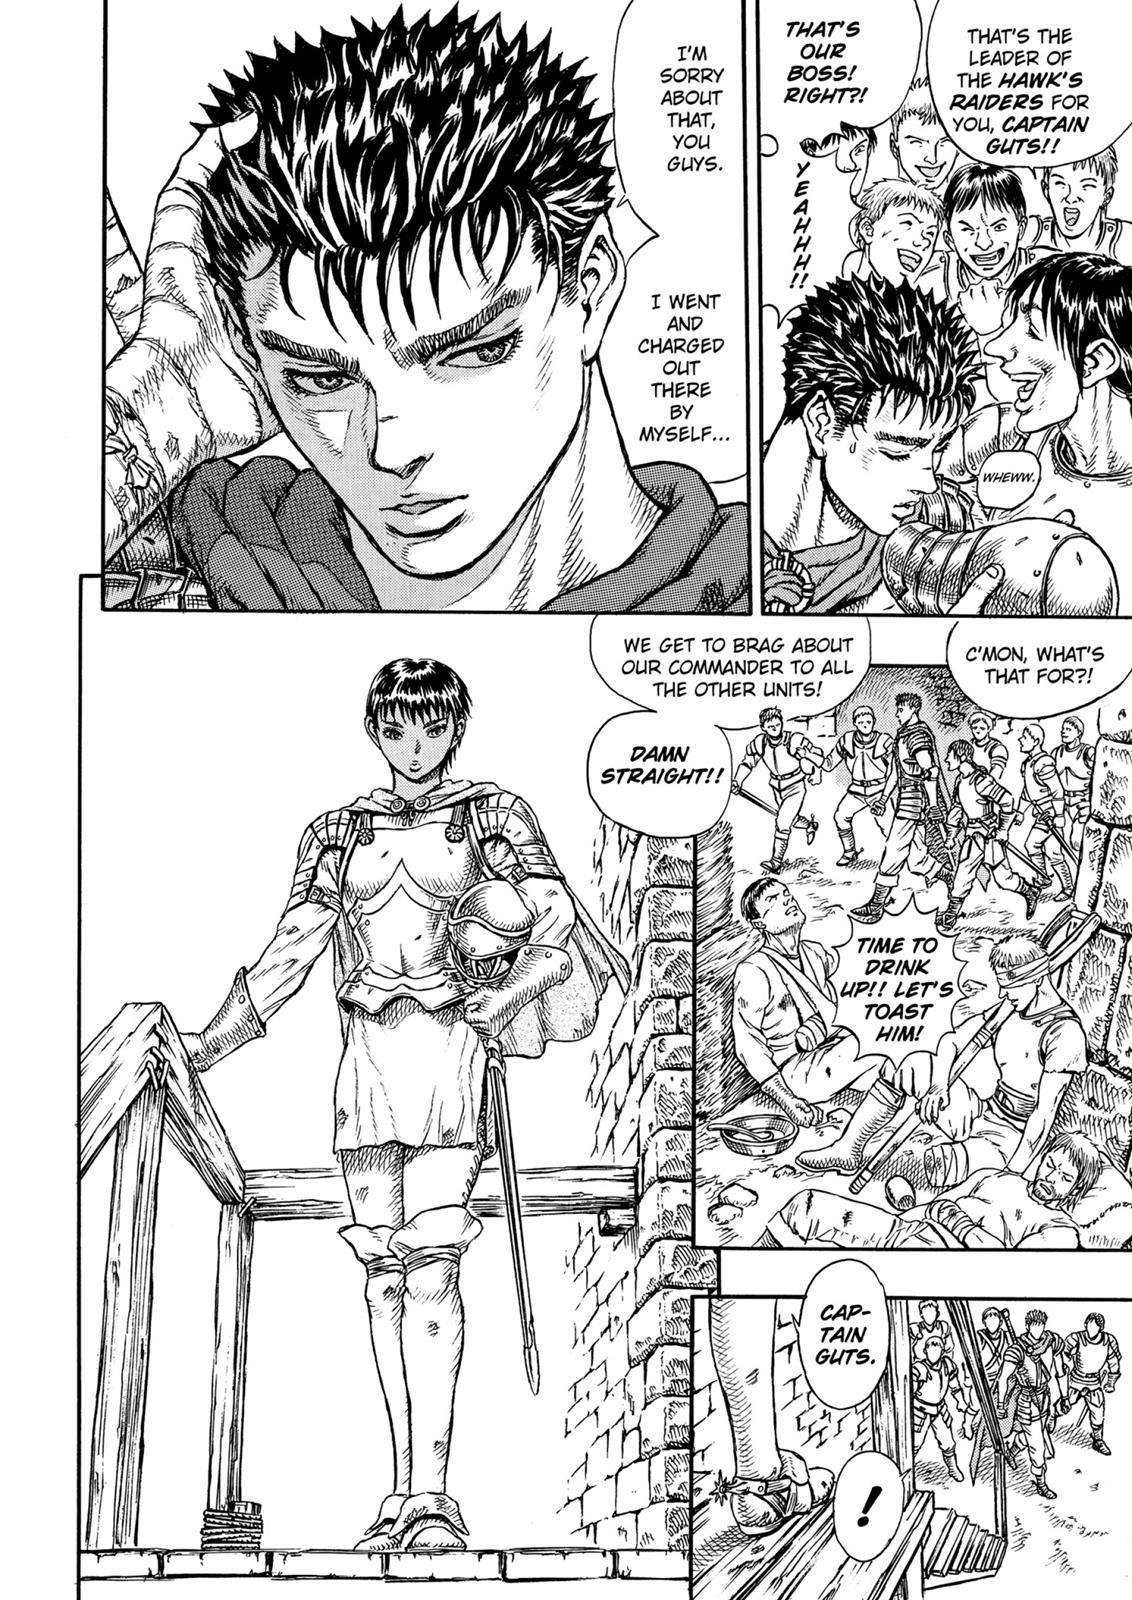 THAT'S THE
LEADER OF
THE HAWK'S
RAIDERS FOR
YOU, CAPTAIN
GUTS!!
THAT'S
OUR
BOSS!
RIGHT?!
YEAHHH!!
WHEWW.
I'M
SORRY
ABOUT
THAT,
YOU
GUYS.
I WENT
AND
CHARGED
OUT
THERE
BY
MYSELF...
C'MON, WHAT'S
THAT FOR?!
WE GET TO BRAG ABOUT
OUR COMMANDER TO ALL
THE OTHER UNITS!
DAMN
STRAIGHT!!
TIME TO
DRINK
UP!! LET'S
TOAST
HIM!
CAP-
TAIN
GUTS.
!